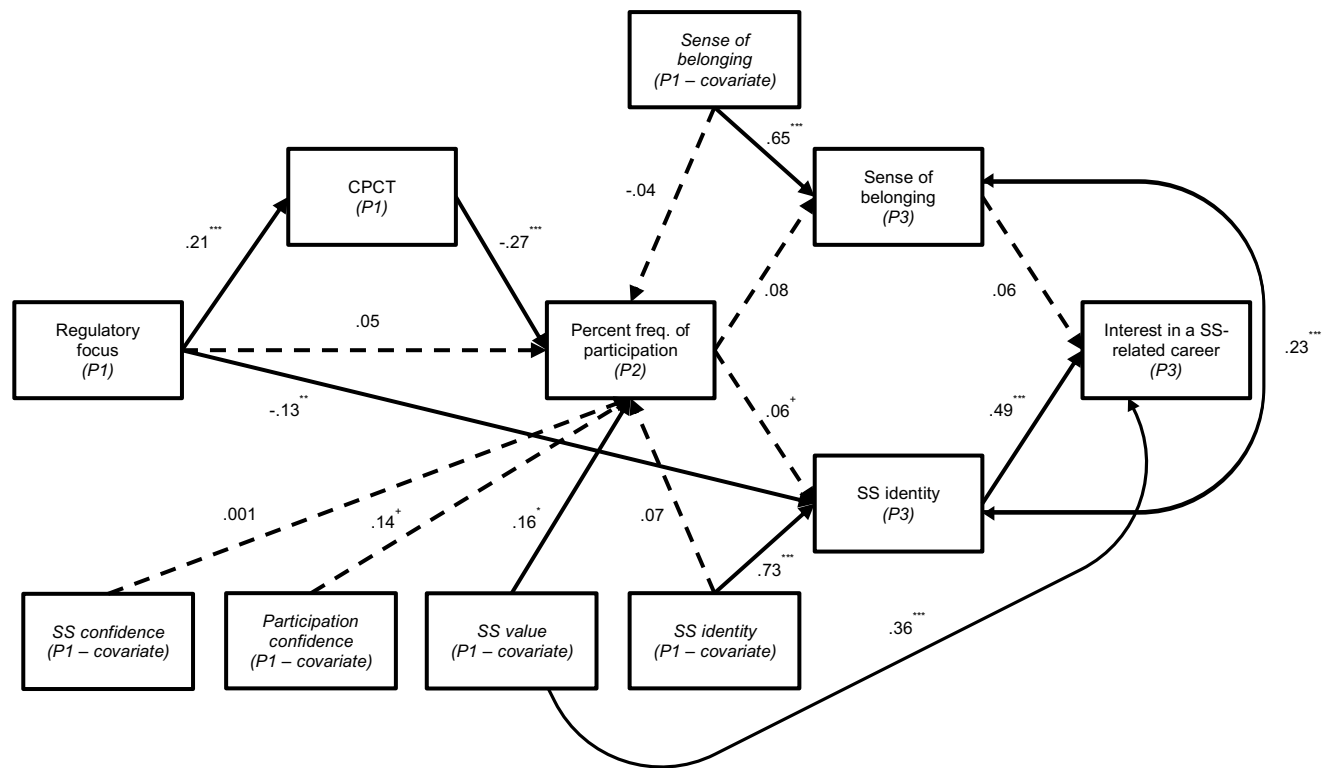 Sense of
belonging
(P1 – covariate)
.65***
CPCT
(P1)
Sense of
belonging
(P3)
-.04
.21***
-.27***
.08
.06
Regulatory
focus
(P1)
.05
Percent freq. of
participation
(P2)
Interest in a SS-
related career
(P3)
.23***
-.13**
.06+
.49***
SS identity
(P3)
.001
.14+
.16*
.07
.73***
SS confidence
(P1 – covariate)
Participation
confidence
(P1 – covariate)
SS value
(P1 – covariate)
SS identity
(P1 – covariate)
.36***